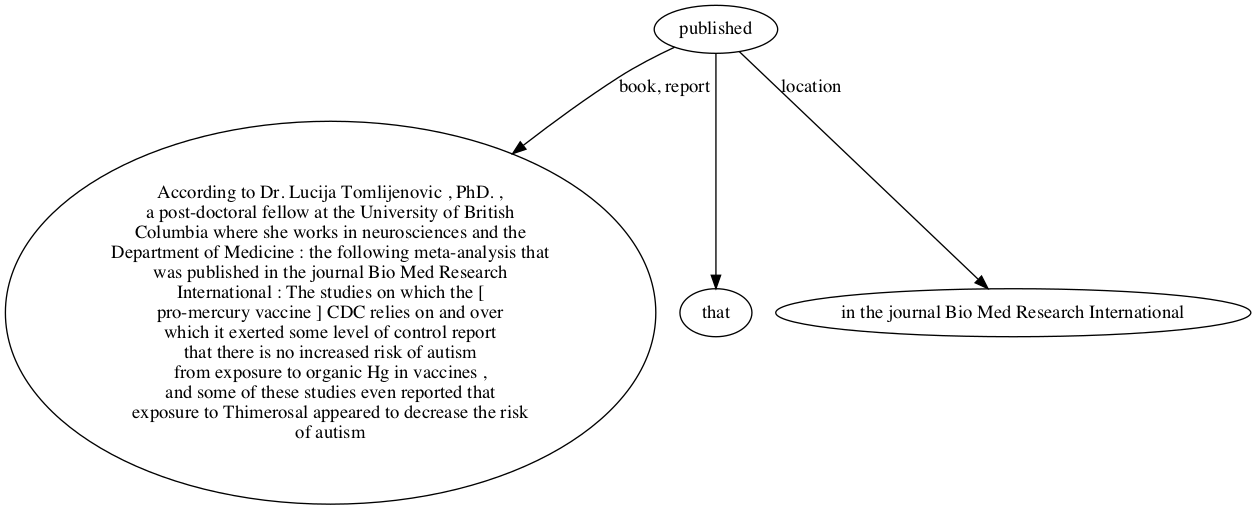 published
book, report
location
According to Dr. Lucija Tomlijenovic , PhD. ,
a post-doctoral fellow at the University of British
Columbia where she works in neurosciences and the
Department of Medicine : the following meta-analysis that
was published in the journal Bio Med Research
International : The studies on which the [
pro-mercury vaccine ] CDC relies on and over
which it exerted some level of control report
that there is no increased risk of autism
from exposure to organic Hg in vaccines ,
and some of these studies even reported that
exposure to Thimerosal appeared to decrease the risk
of autism
that
in the journal Bio Med Research International